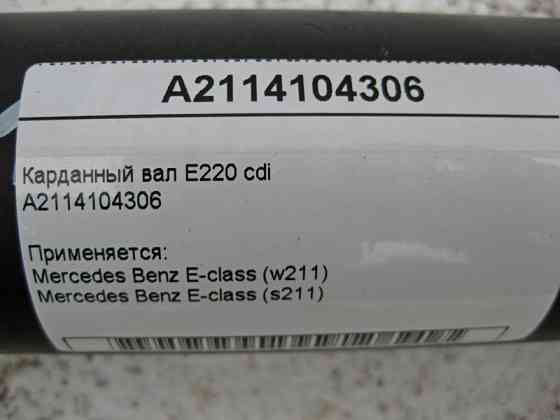 A2114104306
Карданный вал E220 cdi
A2114104306
Применяется:
Mercedes Benz E-class (w211)
Mercedes Benz E-class (s211)